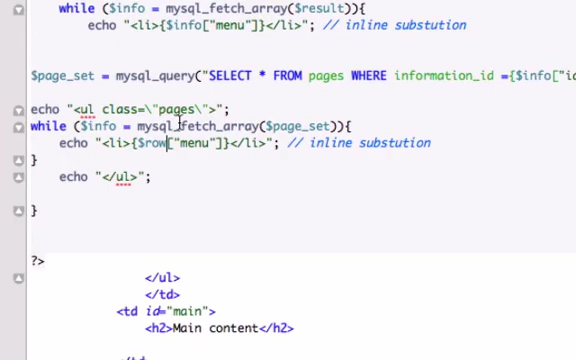 while ($info = mysql_fetch_array($result)){
echo "<li>{$info["menu"]}</li>"; // inline substution
$page_set = mysql_query("SELECT * FROM pages WHERE information_id ={$info["id
echo "<ul class=\"pages\">";
while ($info = mysql_fetch_array($page_set)){
echo "<li>{$row["menu"]}</li>"; // inline substution
}
echo "</ul>";
}
?>
</ul>
</td>
<td id="main">
<h2>Main content</h2>
</td>